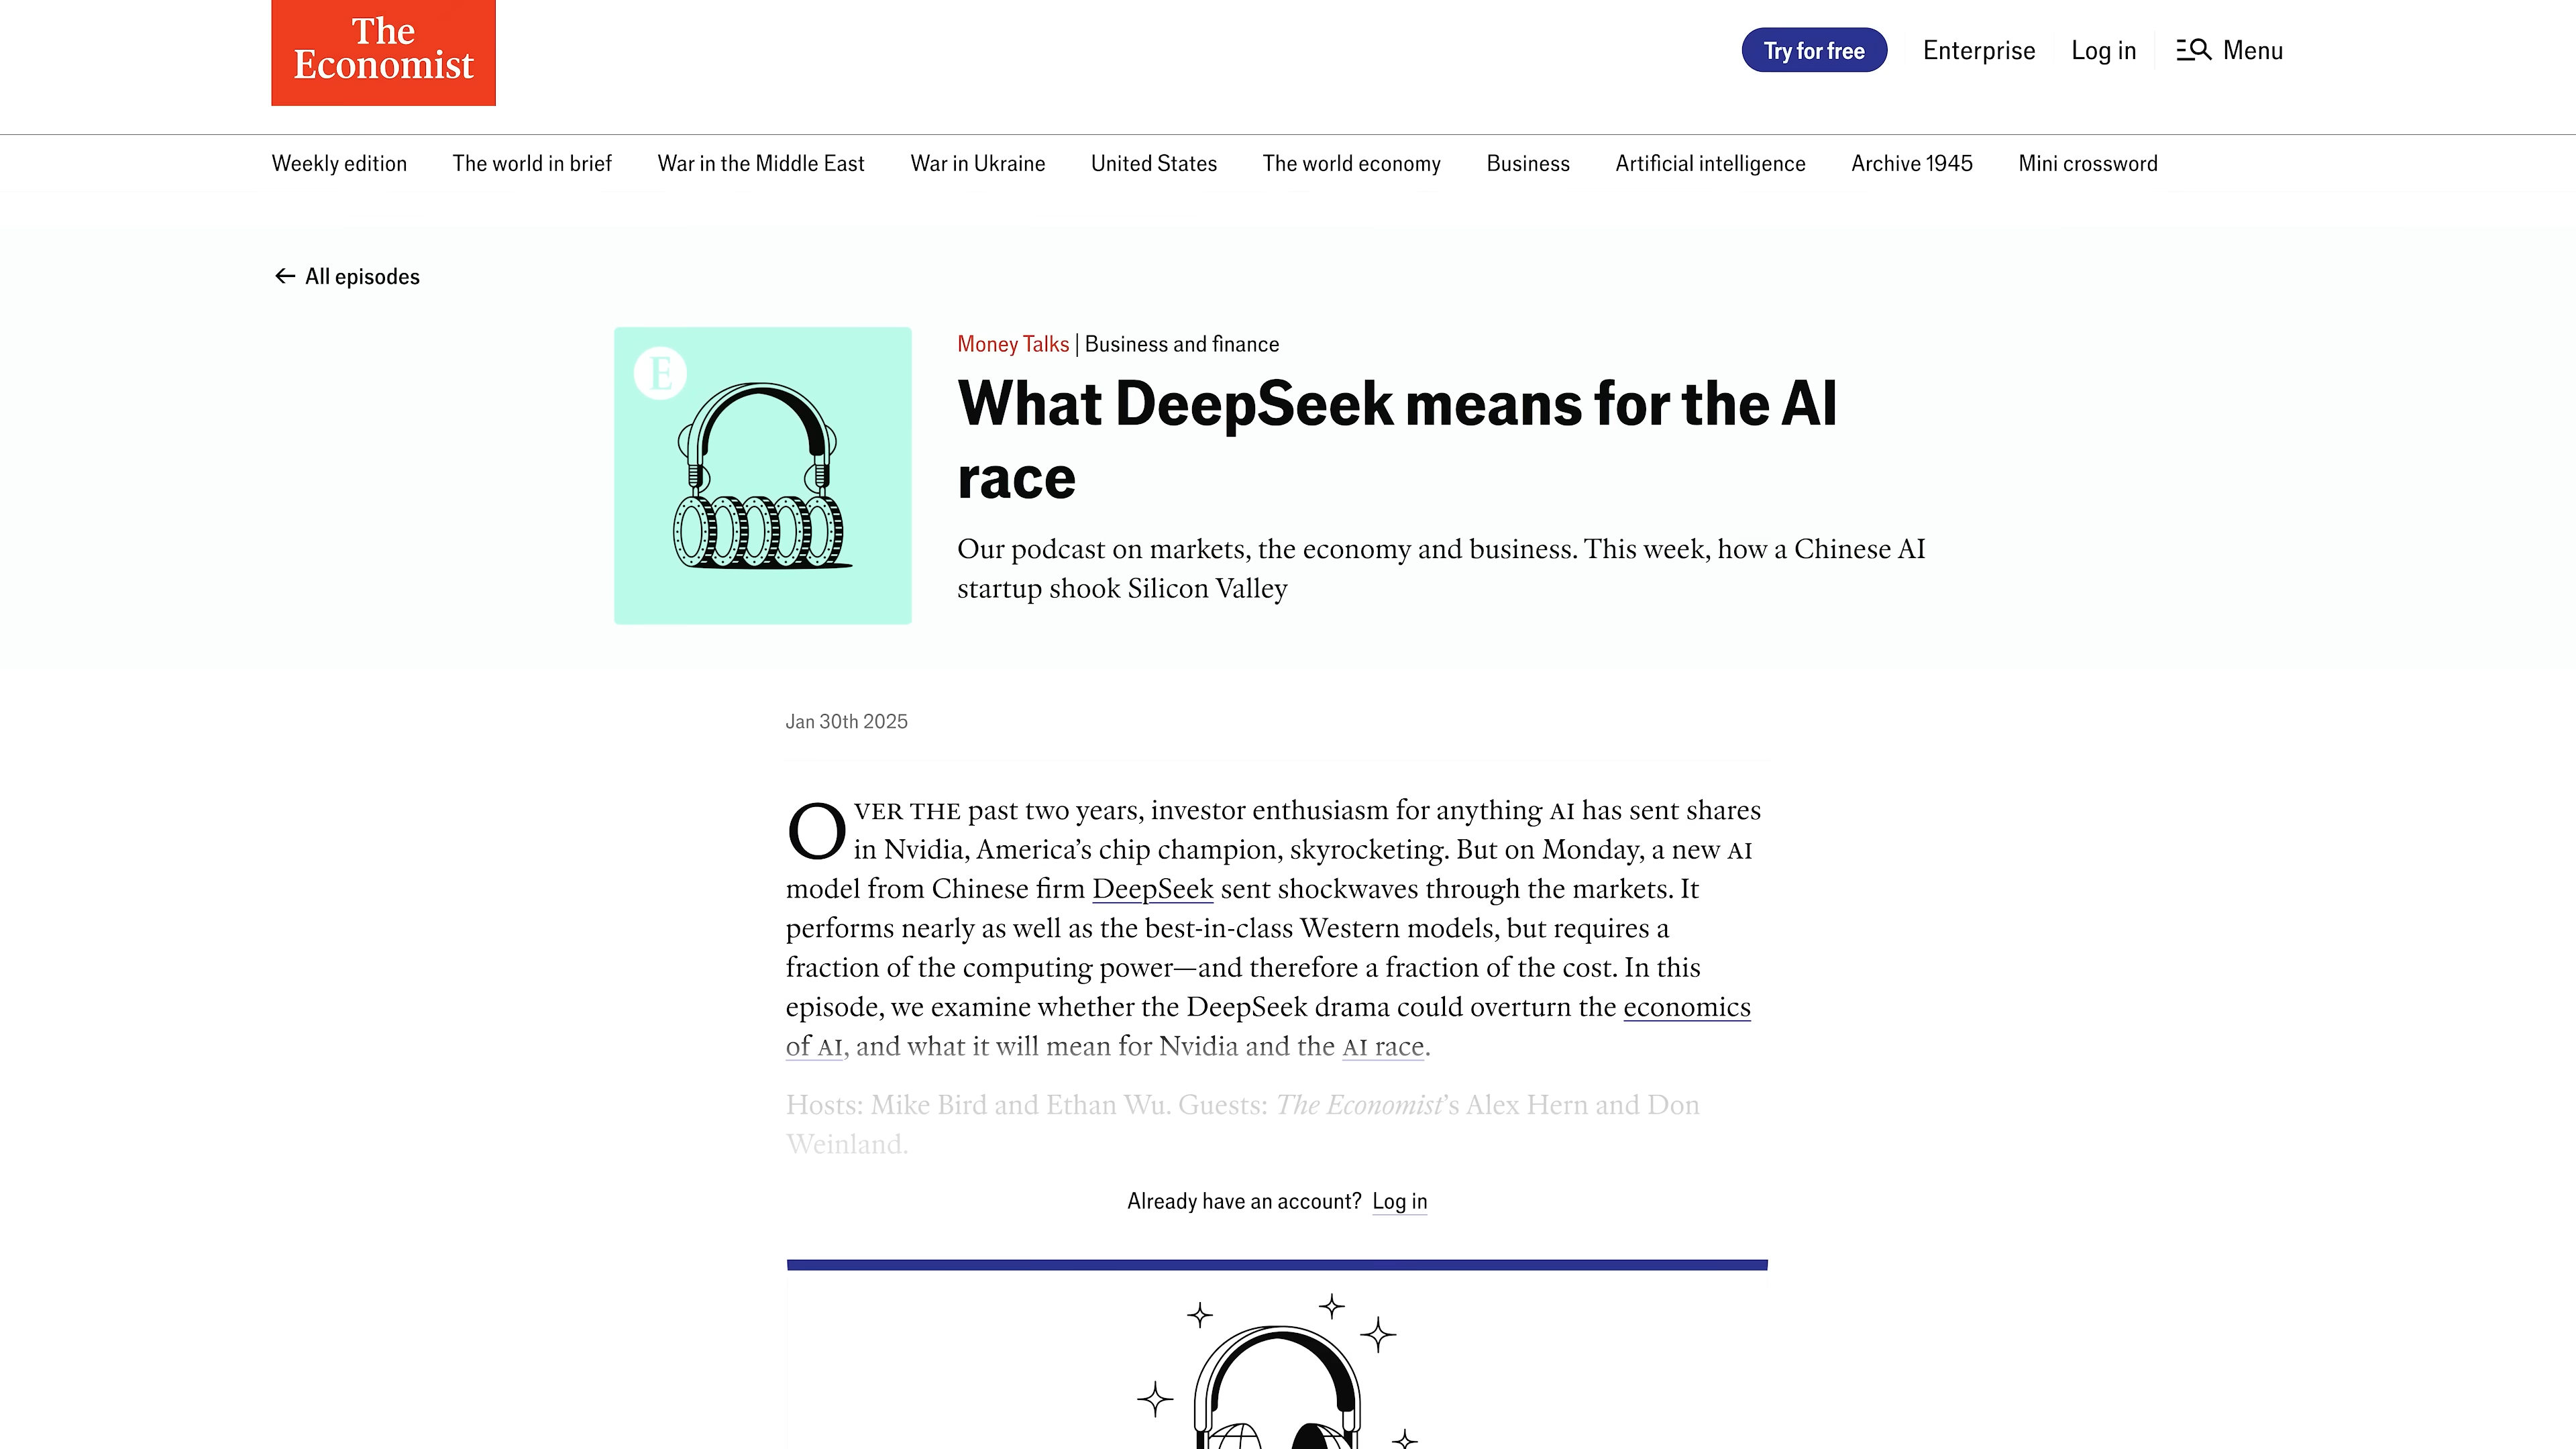 The
Economist
Try for free
Enterprise
Log in
Menu
Weekly edition
The world in brief
War in the Middle East
War in Ukraine
United States
The world economy
Business
Artificial intelligence
Archive 1945
Mini crossword
← All episodes
E
Money Talks | Business and finance
What DeepSeek means for the AI
race
Our podcast on markets, the economy and business. This week, how a Chinese AI
startup shook Silicon Valley
Jan 30th 2025
OVER THE past two years, investor enthusiasm for anything AI has sent shares
in Nvidia, America’s chip champion, skyrocketing. But on Monday, a new AI
model from Chinese firm DeepSeek sent shockwaves through the markets. It
performs nearly as well as the best-in-class Western models, but requires a
fraction of the computing power—and therefore a fraction of the cost. In this
episode, we examine whether the DeepSeek drama could overturn the economics
of AI, and what it will mean for Nvidia and the AI race.
Hosts: Mike Bird and Ethan Wu. Guests: The Economist’s Alex Hern and Don
Weinland.
Already have an account? Log in